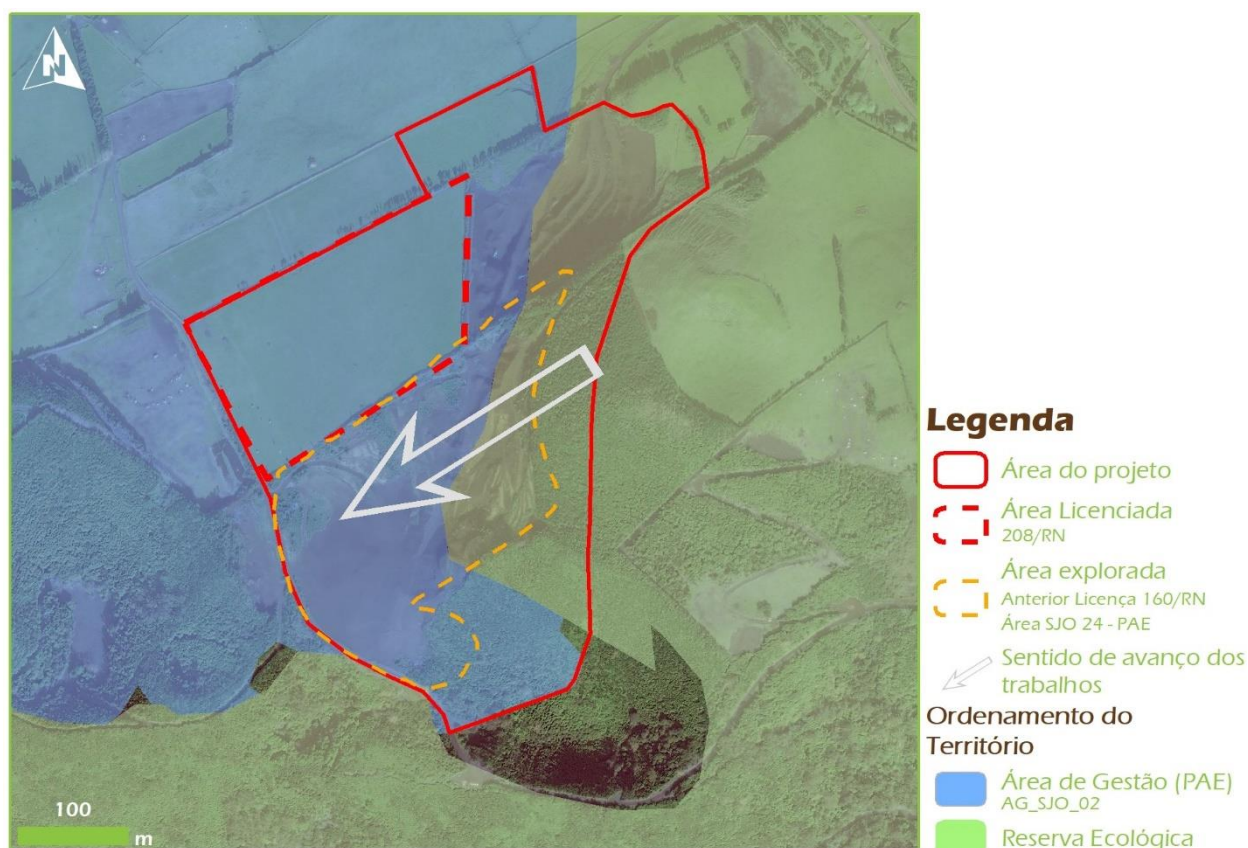 N
100
m
Legenda
Área do projeto
Área Licenciada
208/RN
Área explorada
Anterior Licença 160/RN
Área SJO 24 - PAE
Sentido de avanço dos
trabalhos
Ordenamento do
Território
Área de Gestão (PAE)
AG_SJO_02
Reserva Ecológica